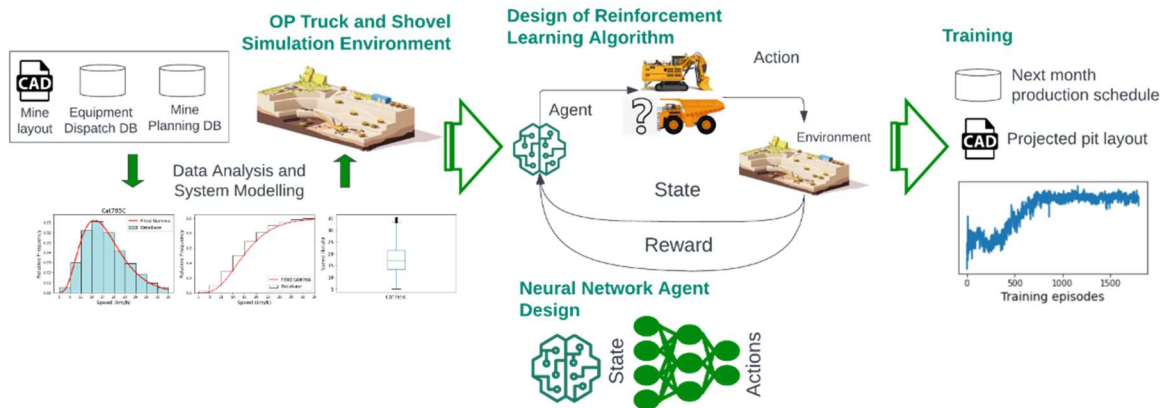 OP Truck and Shovel
Simulation Environment
CAD
Mine
layout
Equipment
Dispatch DB
Mine
Planning DB
Data Analysis and
System Modelling
Cat785C
Relative Frequency
Fitted Gamma
Database
Speed (km/h)
Relative Frequency
Fitted Gamma
Database
Speed (km/h)
Speed (km/h)
Design of Reinforcement
Learning Algorithm
Agent
?
Action
Environment
State
Reward
Neural Network Agent
Design
State
Actions
Training
Next month
production schedule
CAD
Projected pit layout
0 500 1000 1500
Training episodes